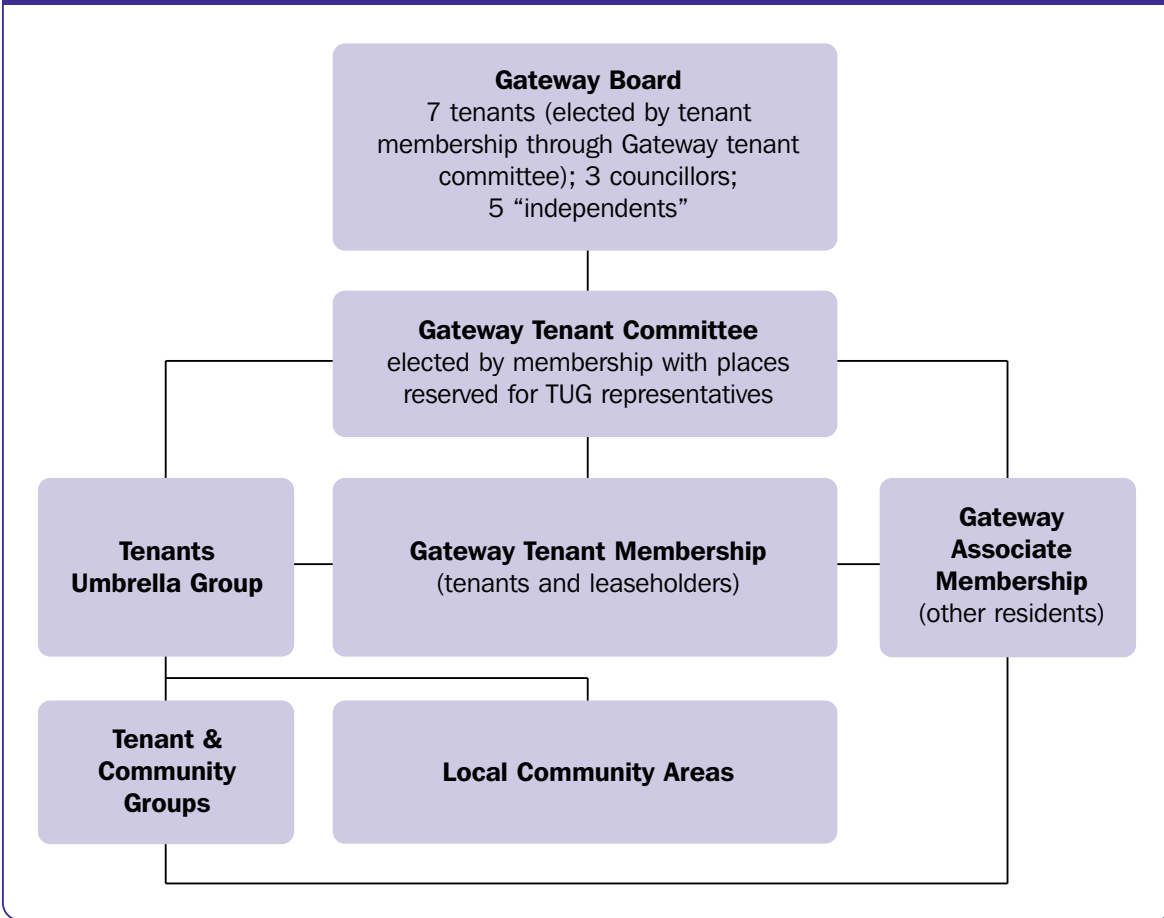 Gateway Board
7 tenants (elected by tenant
membership through Gateway tenant
committee); 3 councillors;
5 “independents”
Gateway Tenant Committee
elected by membership with places
reserved for TUG representatives
Tenants
Umbrella Group
Gateway Tenant Membership
(tenants and leaseholders)
Gateway
Associate
Membership
(other residents)
Tenant &
Community
Groups
Local Community Areas